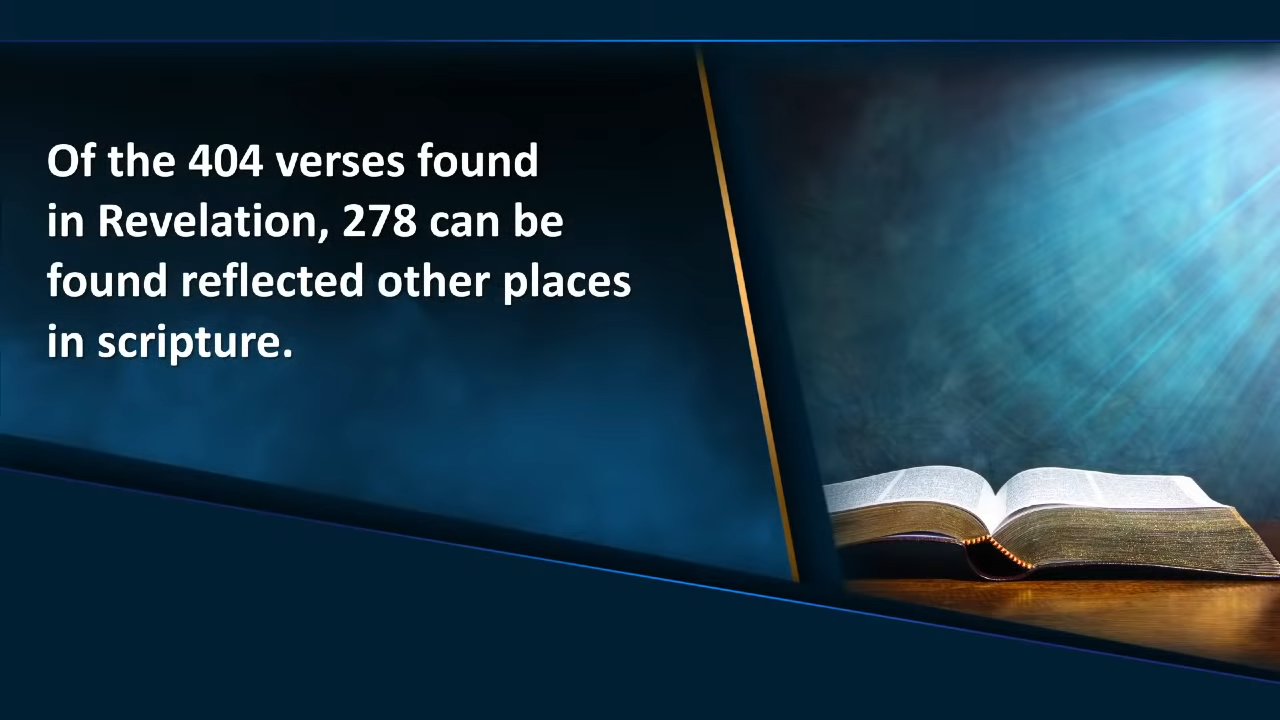 Of the 404 verses found
in Revelation, 278 can be
found reflected other places
in scripture.